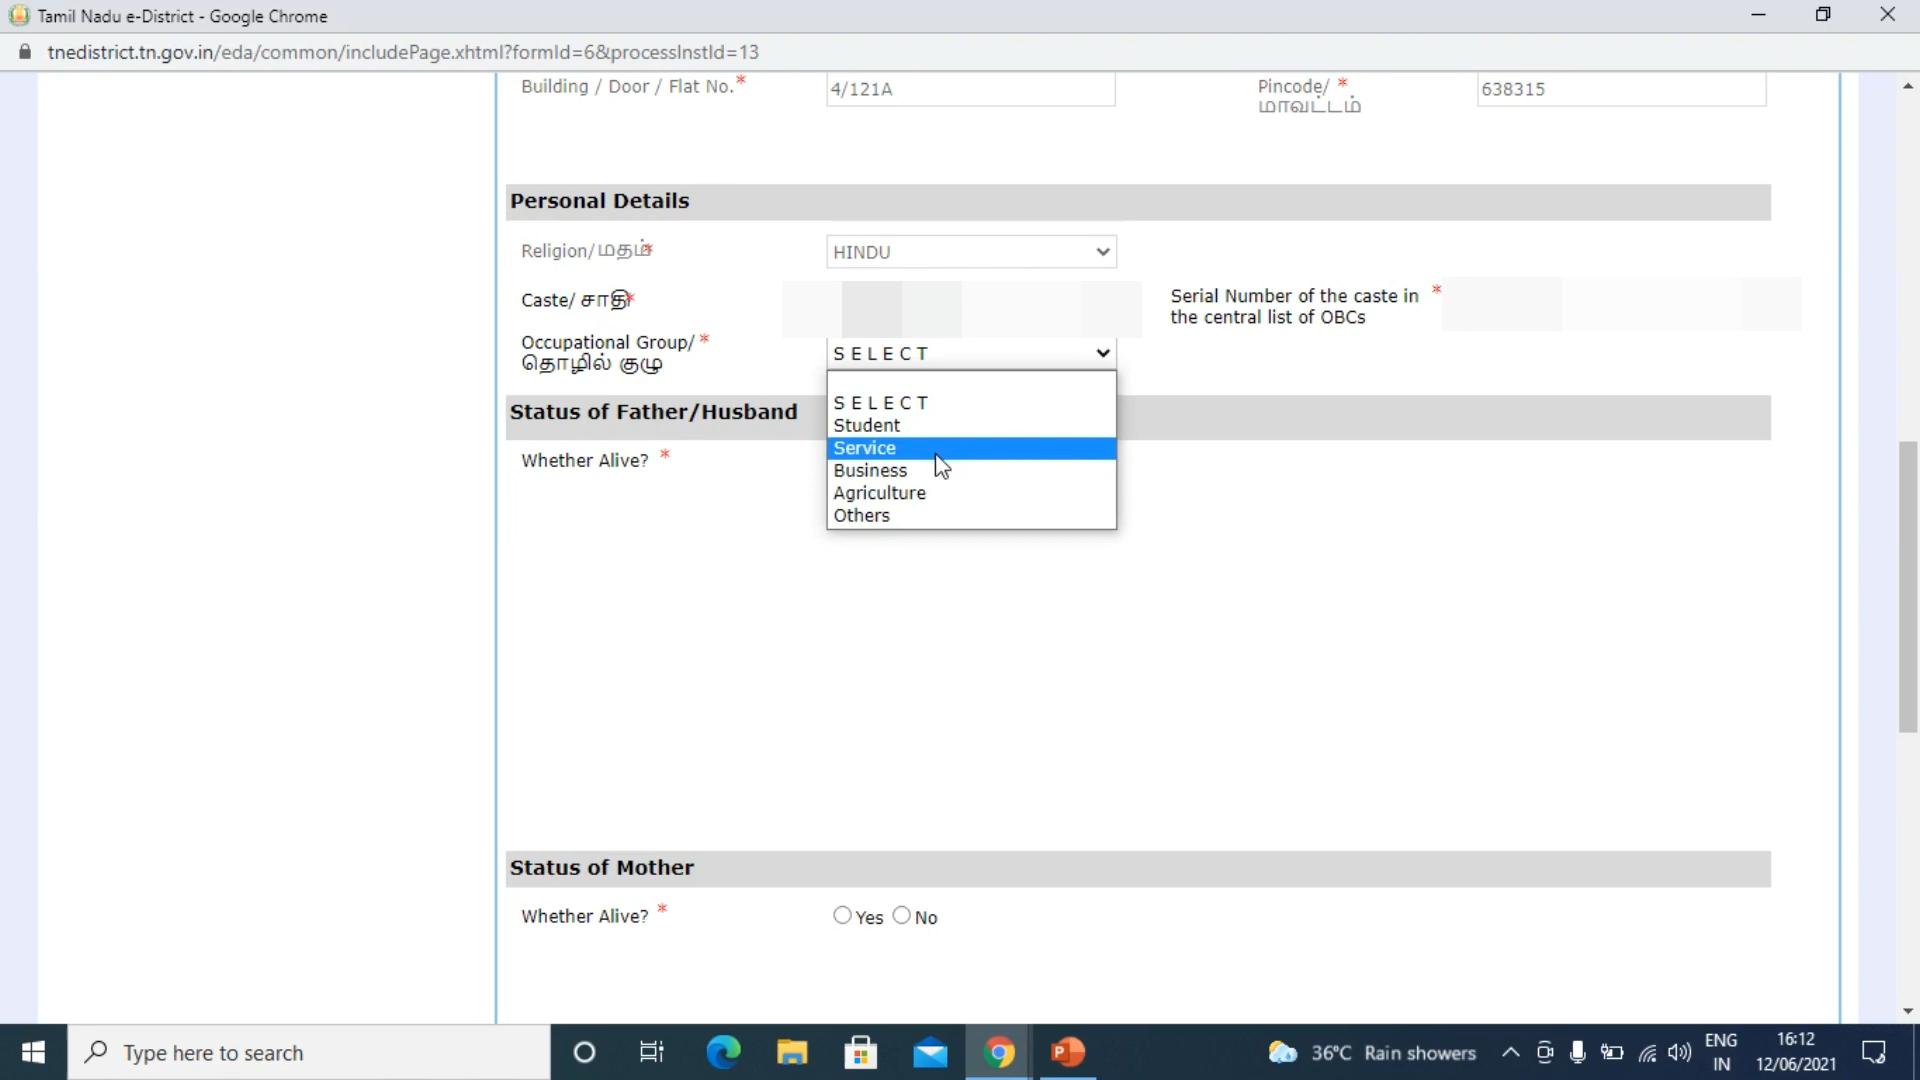 Tamil Nadu e-District - Google Chrome
tnedistrict.tn.gov.in/eda/common/includePage.xhtml?formId=6&processInstId=13
Building / Door / Flat No.* 4/121A Pincode/ * 638315
மாவட்டம்
Personal Details
Religion/மதம்* HINDU
Caste/ சாதி* Serial Number of the caste in *
the central list of OBCs
Occupational Group/ *
தொழில் குழு
S E L E C T
S E L E C T
Student
Service
Business
Agriculture
Others
Status of Father/Husband
Whether Alive? *
Status of Mother
Whether Alive? * Yes No
Type here to search
36°C Rain showers
ENG
IN
16:12
12/06/2021